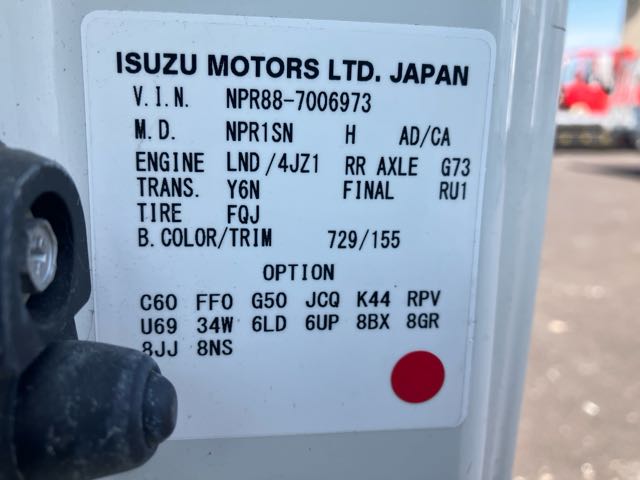 ISUZU MOTORS LTD. JAPAN
V.I.N. NPR88-7006973
M.D. NPR1SN H AD/CA
ENGINE LND/4JZ1 RR AXLE G73
TRANS. Y6N FINAL RU1
TIRE FQJ
B.COLOR/TRIM 729/155
OPTION
C60 FF0 G50 JCQ K44 RPV
U69 34W 6LD 6UP 8BX 8GR
8JJ 8NS